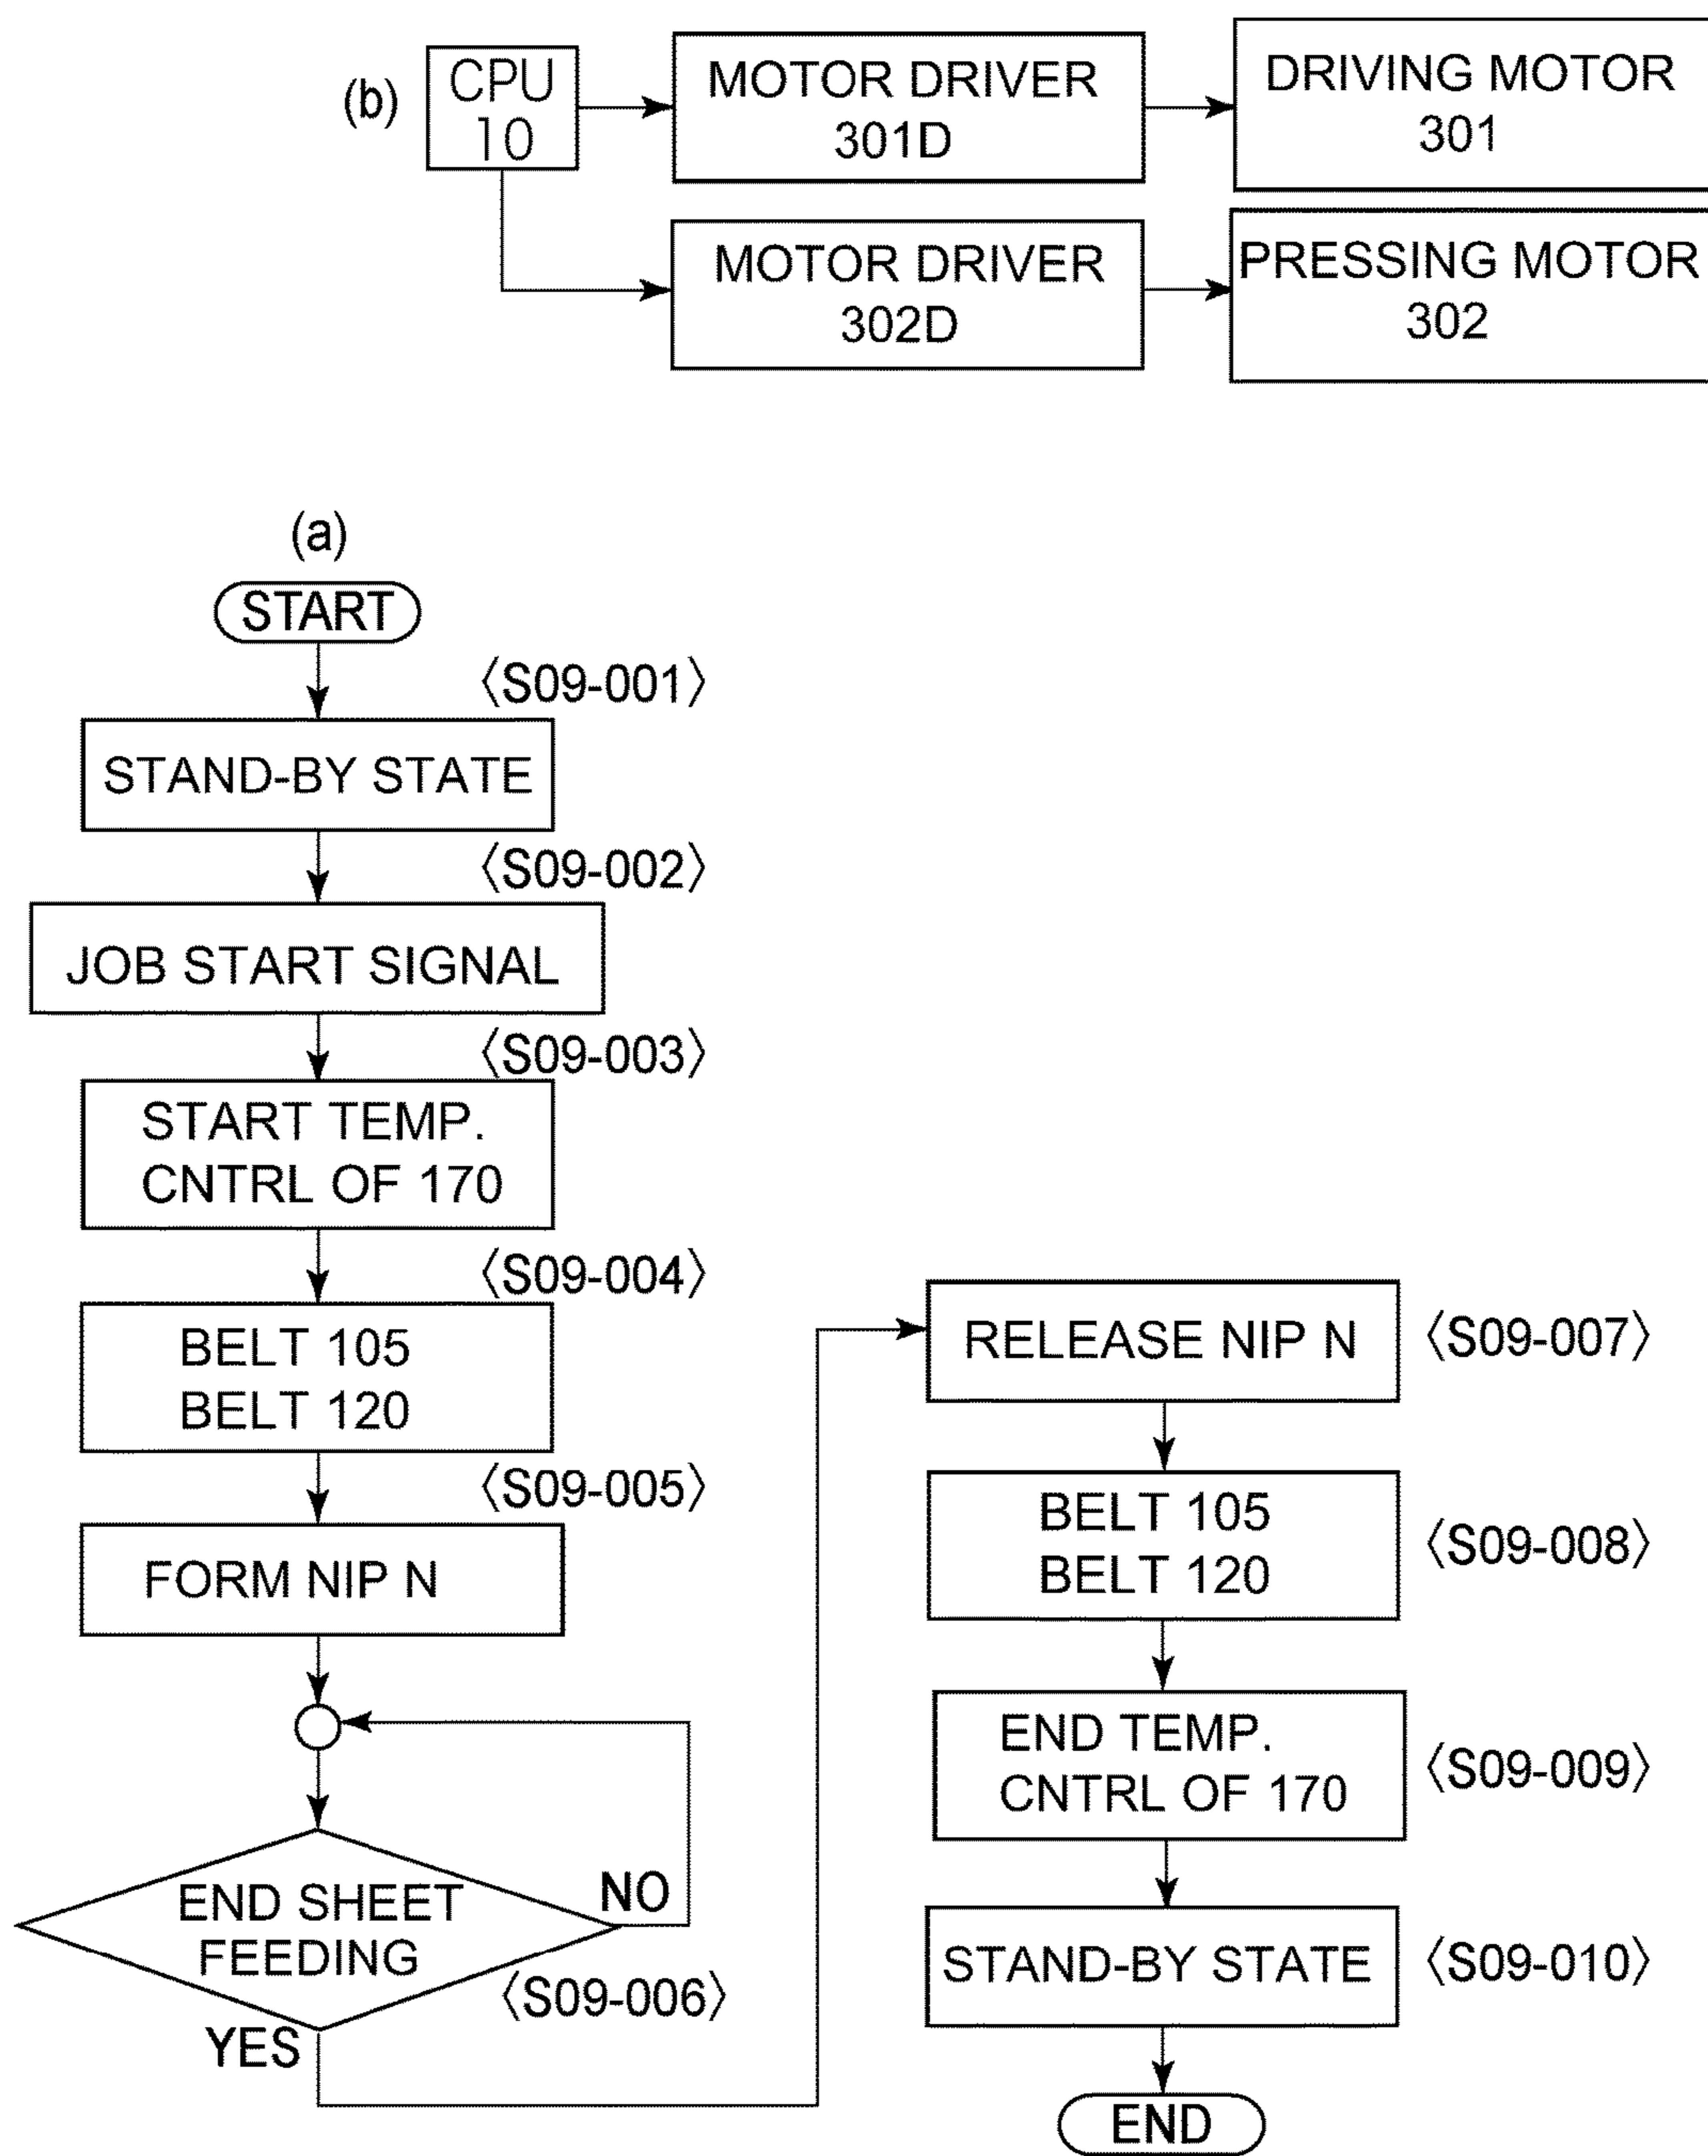 (b)
CPU
10
MOTOR DRIVER
301D
DRIVING MOTOR
301
MOTOR DRIVER
302D
PRESSING MOTOR
302
(a)
START
〈S09-001〉
STAND-BY STATE
〈S09-002〉
JOB START SIGNAL
〈S09-003〉
START TEMP.
CNTRL OF 170
〈S09-004〉
BELT 105
BELT 120
〈S09-005〉
FORM NIP N
END SHEET
FEEDING
NO
〈S09-006〉
YES
RELEASE NIP N
〈S09-007〉
BELT 105
BELT 120
〈S09-008〉
END TEMP.
CNTRL OF 170
〈S09-009〉
STAND-BY STATE
〈S09-010〉
END